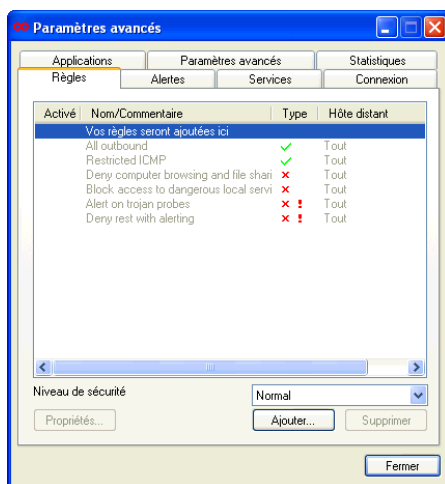 Paramètres avancés
Applications Paramètres avancés Statistiques
Règles Alertes Services Connexion
Activé Nom/Commentaire Type Hôte distant
Vos règles seront ajoutées ici
All outbound Tout
Restricted ICMP Tout
Deny computer browsing and file shari Tout
Block access to dangerous local servi Tout
Alert on trojan probes Tout
Deny rest with alerting Tout
Niveau de sécurité Normal
Propriétés... Ajouter... Supprimer
Fermer